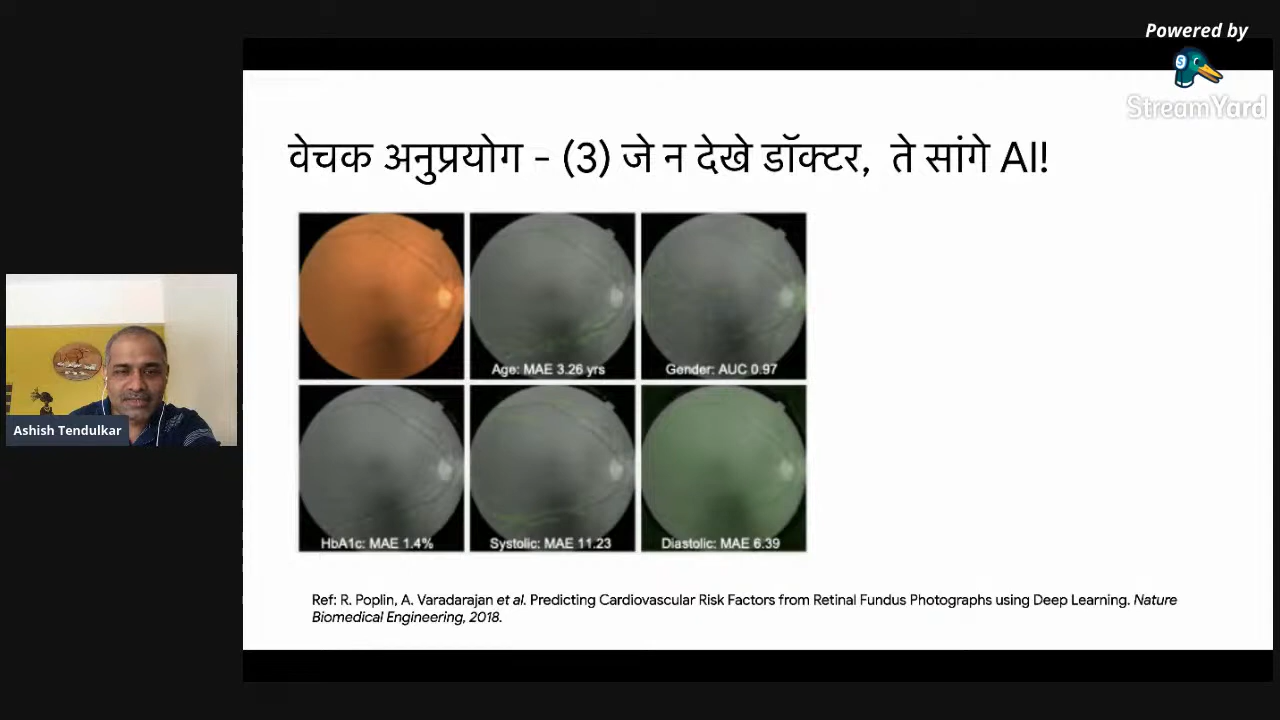 Powered by
StreamYard
वेचक अनुप्रयोग - (3) जे न देखे डॉक्टर, ते सांगे AI!
Age: MAE 3.26 yrs
Gender: AUC 0.97
HbA1c: MAE 1.4%
Systolic: MAE 11.23
Diastolic: MAE 6.39
Ashish Tendulkar
Ref: R. Poplin, A. Varadarajan et al. Predicting Cardiovascular Risk Factors from Retinal Fundus Photographs using Deep Learning. Nature
Biomedical Engineering, 2018.